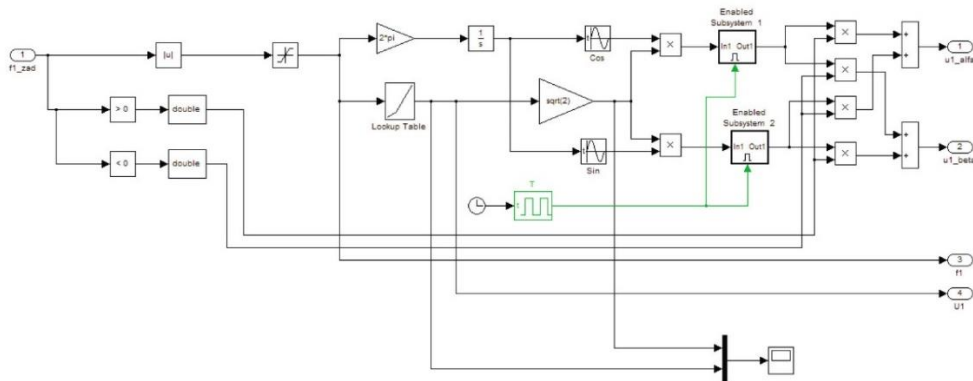 1
f1_zad
|u|
> 0
double
< 0
double
2*pi
1
s
Lookup Table
Cos
sqrt(2)
Sin
×
×
T
Enabled
Subsystem 1
In1 Out1
Enabled
Subsystem 2
In1 Out1
×
×
×
×
+
+
+
+
1
u1_alfa
2
u1_beta
3
f1
4
U1